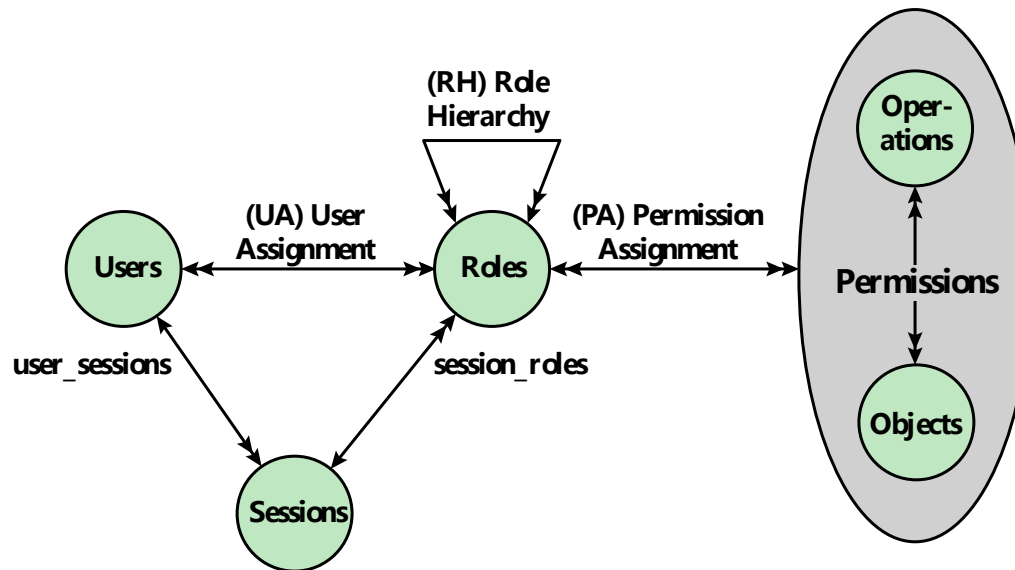 (RH) Role
Hierarchy
Oper-
ations
(UA) User
Assignment
(PA) Permission
Assignment
Users
Roles
Permissions
user_sessions
session_roles
Objects
Sessions